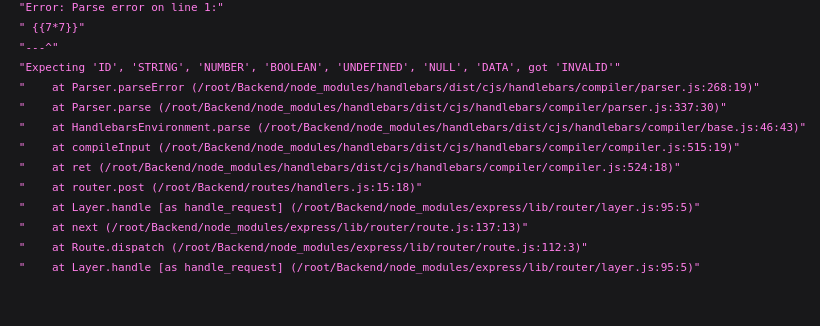 "Error: Parse error on line 1:"
" {{7*7}}"
"---^"
"Expecting 'ID', 'STRING', 'NUMBER', 'BOOLEAN', 'UNDEFINED', 'NULL', 'DATA', got 'INVALID'"
"    at Parser.parseError (/root/Backend/node_modules/handlebars/dist/cjs/handlebars/compiler/parser.js:268:19)"
"    at Parser.parse (/root/Backend/node_modules/handlebars/dist/cjs/handlebars/compiler/parser.js:337:30)"
"    at HandlebarsEnvironment.parse (/root/Backend/node_modules/handlebars/dist/cjs/handlebars/compiler/base.js:46:43)"
"    at compileInput (/root/Backend/node_modules/handlebars/dist/cjs/handlebars/compiler/compiler.js:515:19)"
"    at ret (/root/Backend/node_modules/handlebars/dist/cjs/handlebars/compiler/compiler.js:524:18)"
"    at router.post (/root/Backend/routes/handlers.js:15:18)"
"    at Layer.handle [as handle_request] (/root/Backend/node_modules/express/lib/router/layer.js:95:5)"
"    at next (/root/Backend/node_modules/express/lib/router/route.js:137:13)"
"    at Route.dispatch (/root/Backend/node_modules/express/lib/router/route.js:112:3)"
"    at Layer.handle [as handle_request] (/root/Backend/node_modules/express/lib/router/layer.js:95:5)"